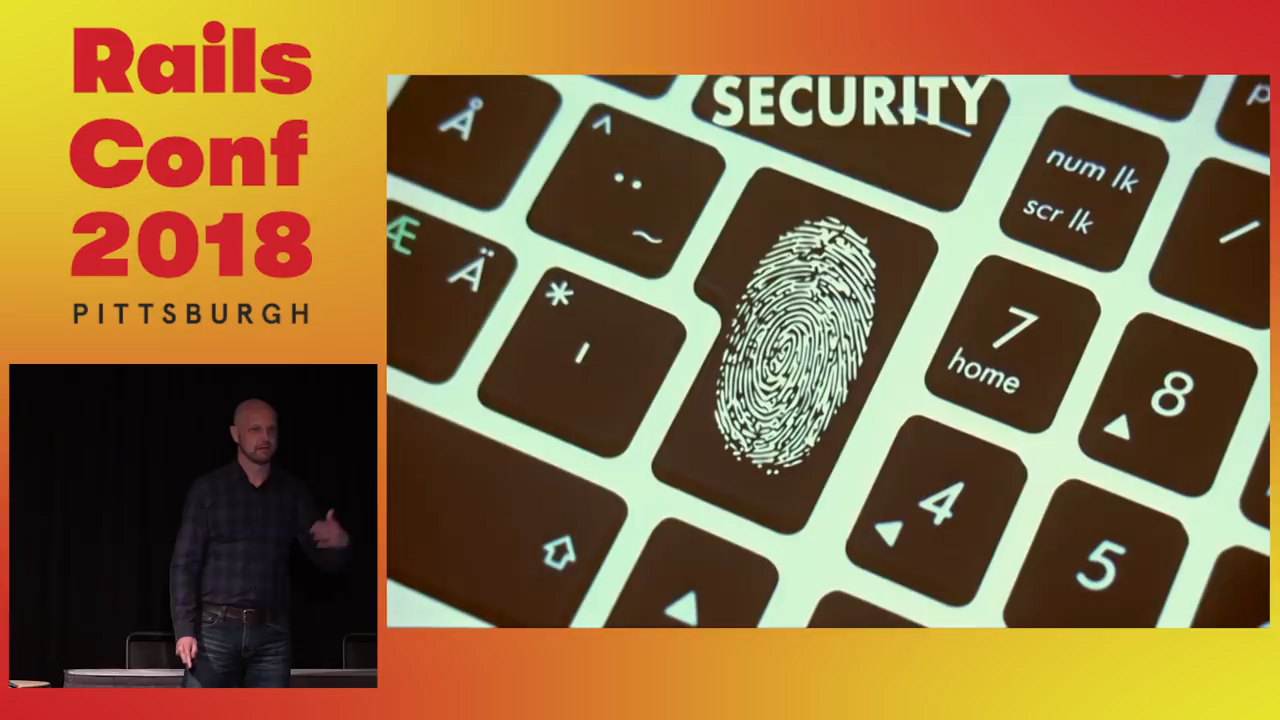 Rails
Conf
2018
PITTSBURGH
SECURITY
Å
^
¨
~
num lk
scr lk
/
Æ
Ä
*
'
7
home
8
4
5